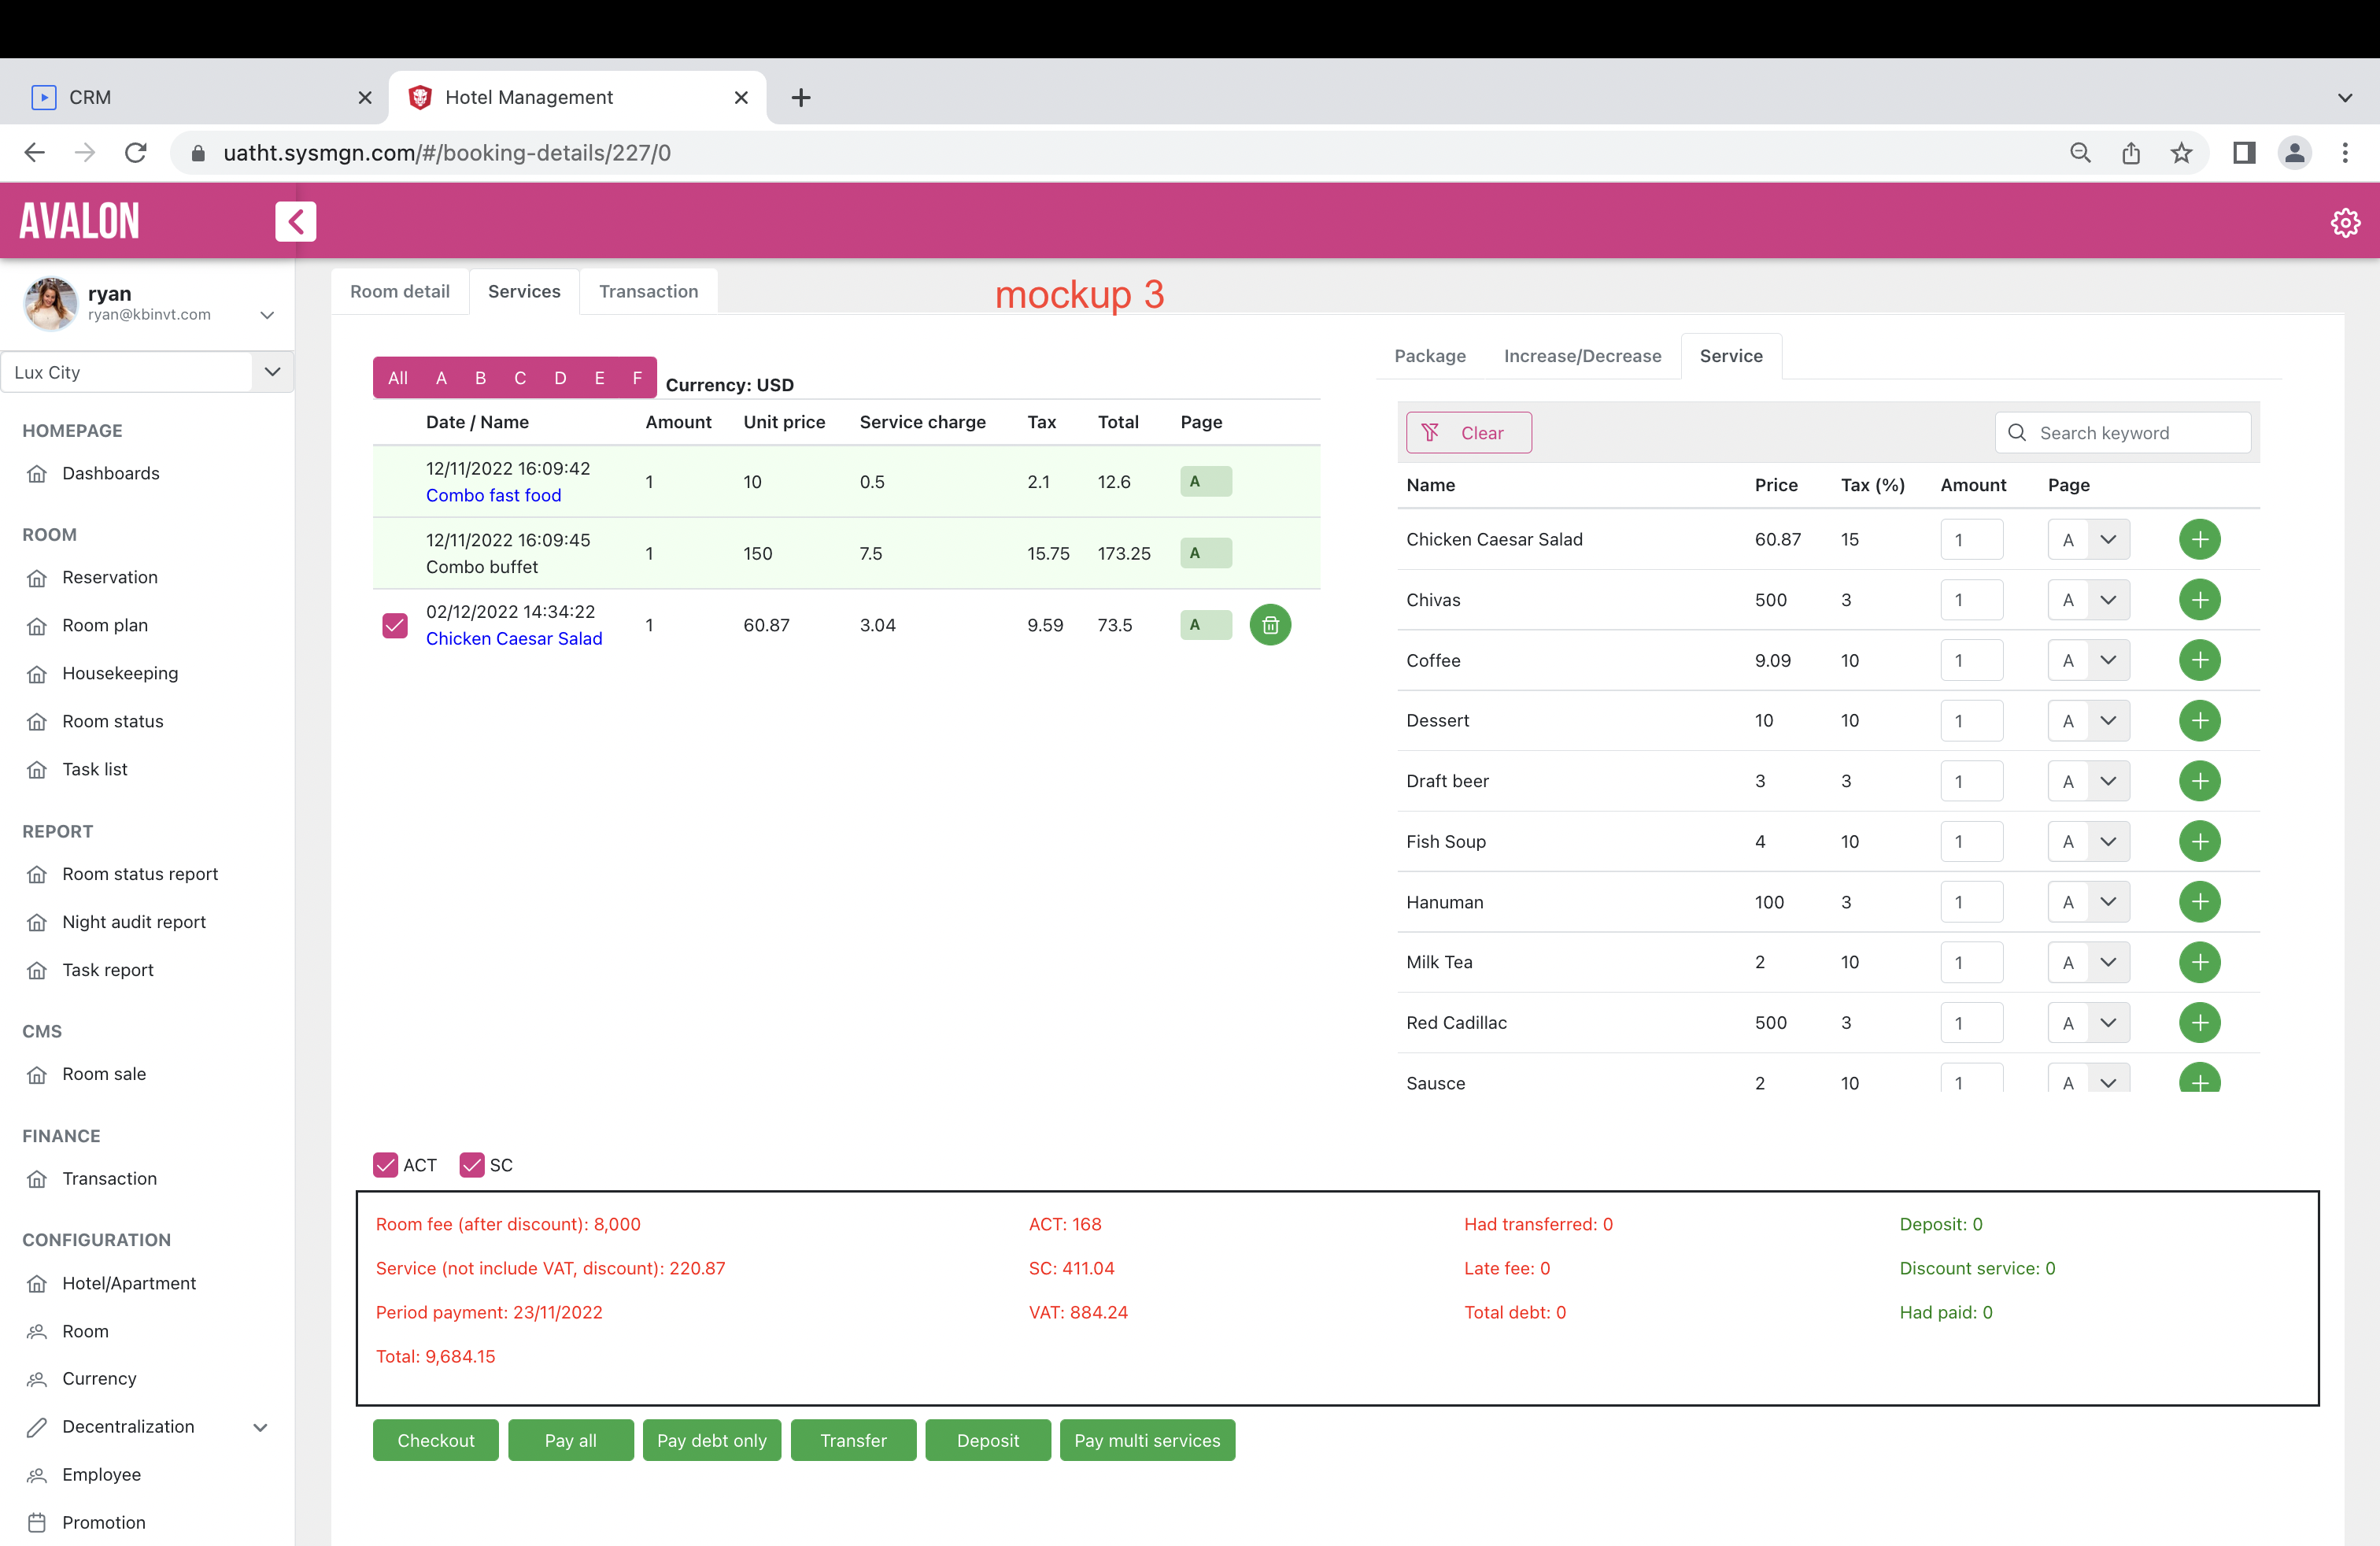 CRM
Hotel Management
uatht.sysmgn.com/#/booking-details/227/0
AVALON
ryan
ryan@kbinvt.com
Lux City
HOMEPAGE
Dashboards
ROOM
Reservation
Room plan
Housekeeping
Room status
Task list
REPORT
Room status report
Night audit report
Task report
CMS
Room sale
FINANCE
Transaction
CONFIGURATION
Hotel/Apartment
Room
Currency
Decentralization
Employee
Promotion
Room detail Services Transaction
mockup 3
All A B C D E F Currency: USD
Date / Name Amount Unit price Service charge Tax Total Page
12/11/2022 16:09:42
Combo fast food 1 10 0.5 2.1 12.6 A
12/11/2022 16:09:45
Combo buffet 1 150 7.5 15.75 173.25 A
02/12/2022 14:34:22
Chicken Caesar Salad 1 60.87 3.04 9.59 73.5 A
Package Increase/Decrease Service
Clear Search keyword
Name Price Tax (%) Amount Page
Chicken Caesar Salad 60.87 15 1 A
Chivas 500 3 1 A
Coffee 9.09 10 1 A
Dessert 10 10 1 A
Draft beer 3 3 1 A
Fish Soup 4 10 1 A
Hanuman 100 3 1 A
Milk Tea 2 10 1 A
Red Cadillac 500 3 1 A
Sausce 2 10 1 A
ACT SC
Room fee (after discount): 8,000 ACT: 168 Had transferred: 0 Deposit: 0
Service (not include VAT, discount): 220.87 SC: 411.04 Late fee: 0 Discount service: 0
Period payment: 23/11/2022 VAT: 884.24 Total debt: 0 Had paid: 0
Total: 9,684.15
Checkout Pay all Pay debt only Transfer Deposit Pay multi services